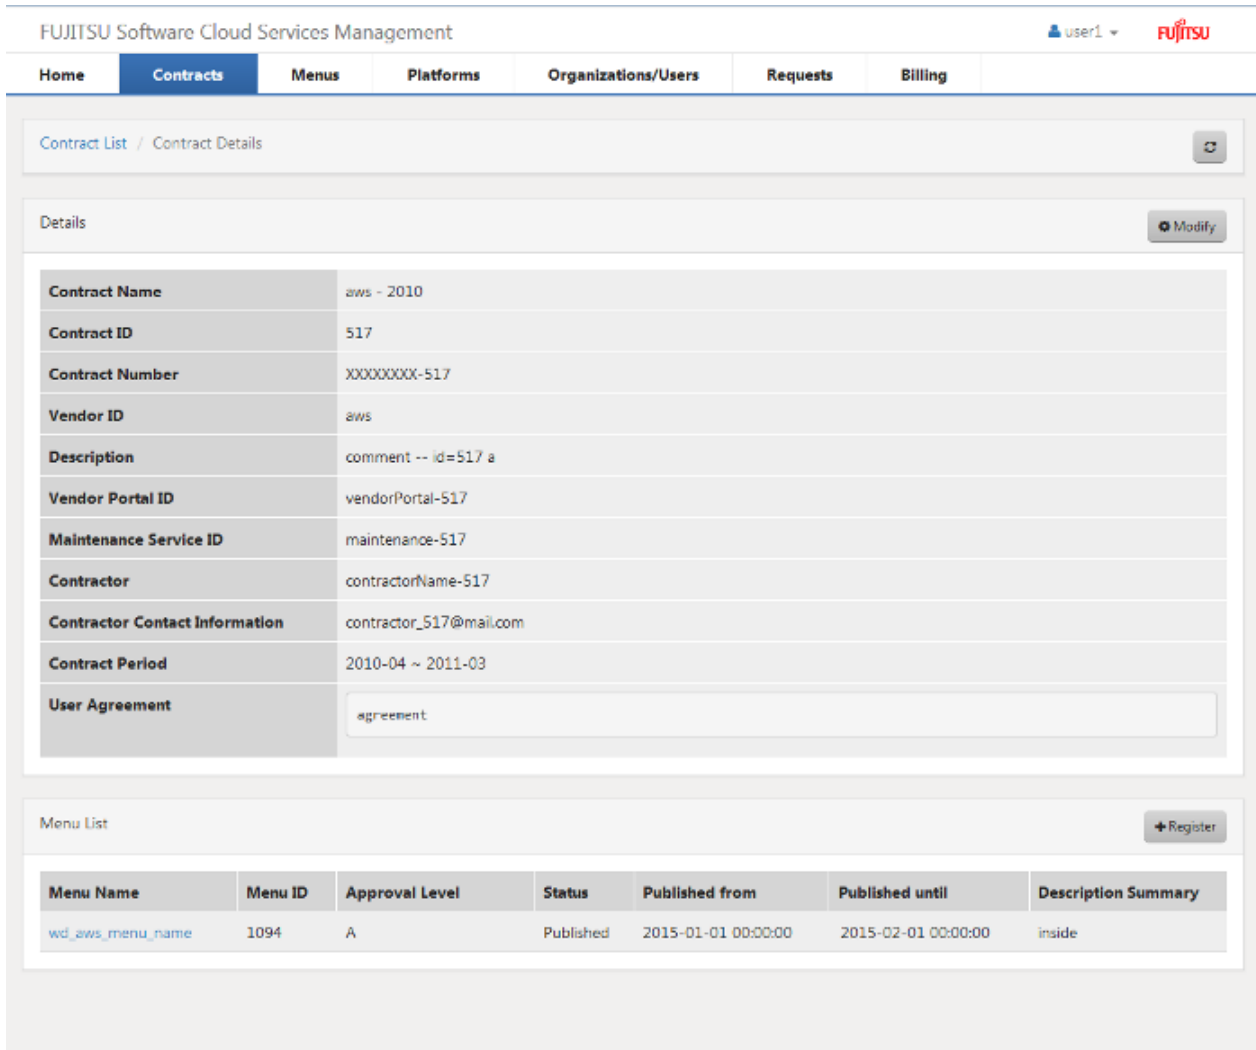 FUJITSU Software Cloud Services Management user1 FUJITSU
Home Contracts Menus Platforms Organizations/Users Requests Billing
Contract List / Contract Details
Details Modify
Contract Name aws - 2010
Contract ID 517
Contract Number XXXXXXXX-517
Vendor ID aws
Description comment -- id=517 a
Vendor Portal ID vendorPortal-517
Maintenance Service ID maintenance-517
Contractor contractorName-517
Contractor Contact Information contractor_517@mail.com
Contract Period 2010-04 ~ 2011-03
User Agreement agreement
Menu List Register
Menu Name Menu ID Approval Level Status Published from Published until Description Summary
wd_aws_menu_name 1094 A Published 2015-01-01 00:00:00 2015-02-01 00:00:00 inside